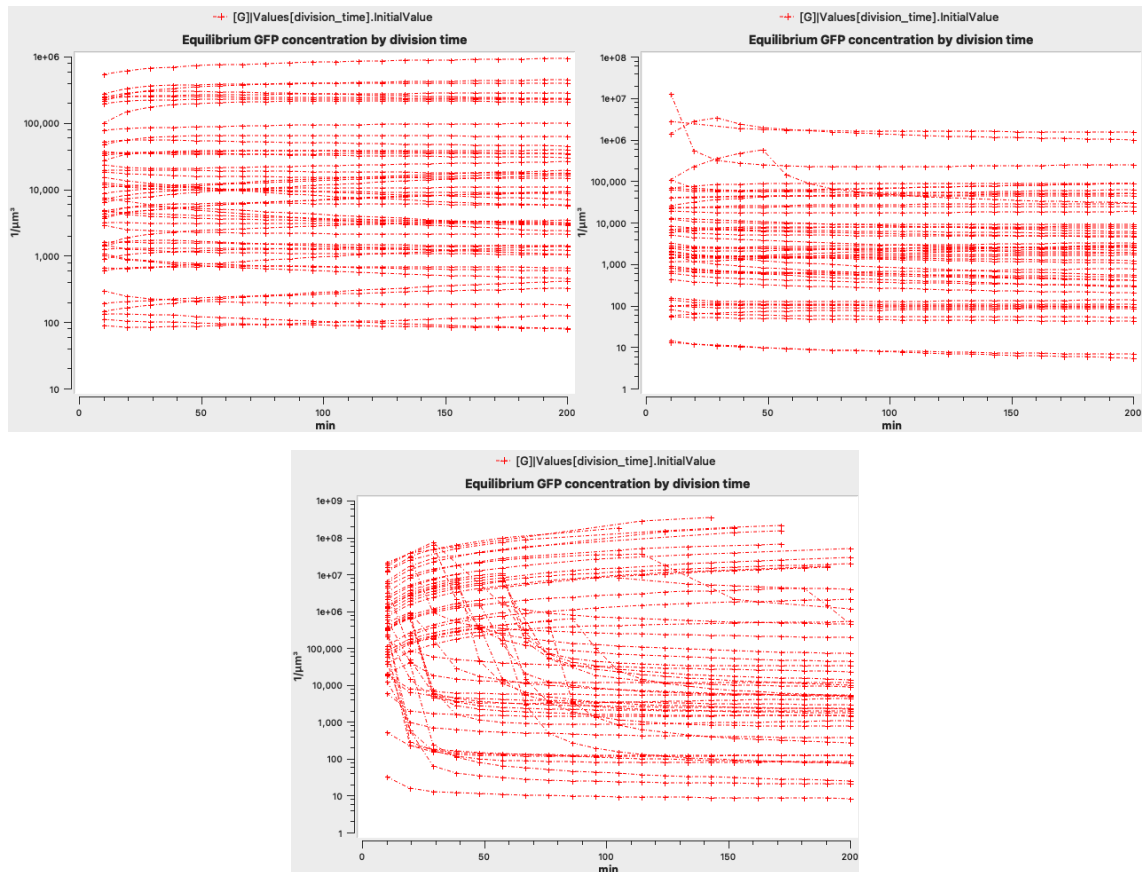 [G]|Values[division_time].InitialValue
Equilibrium GFP concentration by division time
1e+06
100,000
10,000
1,000
100
10
1/µm³
0
50
100
150
200
min
[G]|Values[division_time].InitialValue
Equilibrium GFP concentration by division time
1e+08
1e+07
1e+06
100,000
10,000
1,000
100
10
1
1/µm³
0
50
100
150
200
min
[G]|Values[division_time].InitialValue
Equilibrium GFP concentration by division time
1e+09
1e+08
1e+07
1e+06
100,000
10,000
1,000
100
10
1
1/µm³
0
50
100
150
200
min